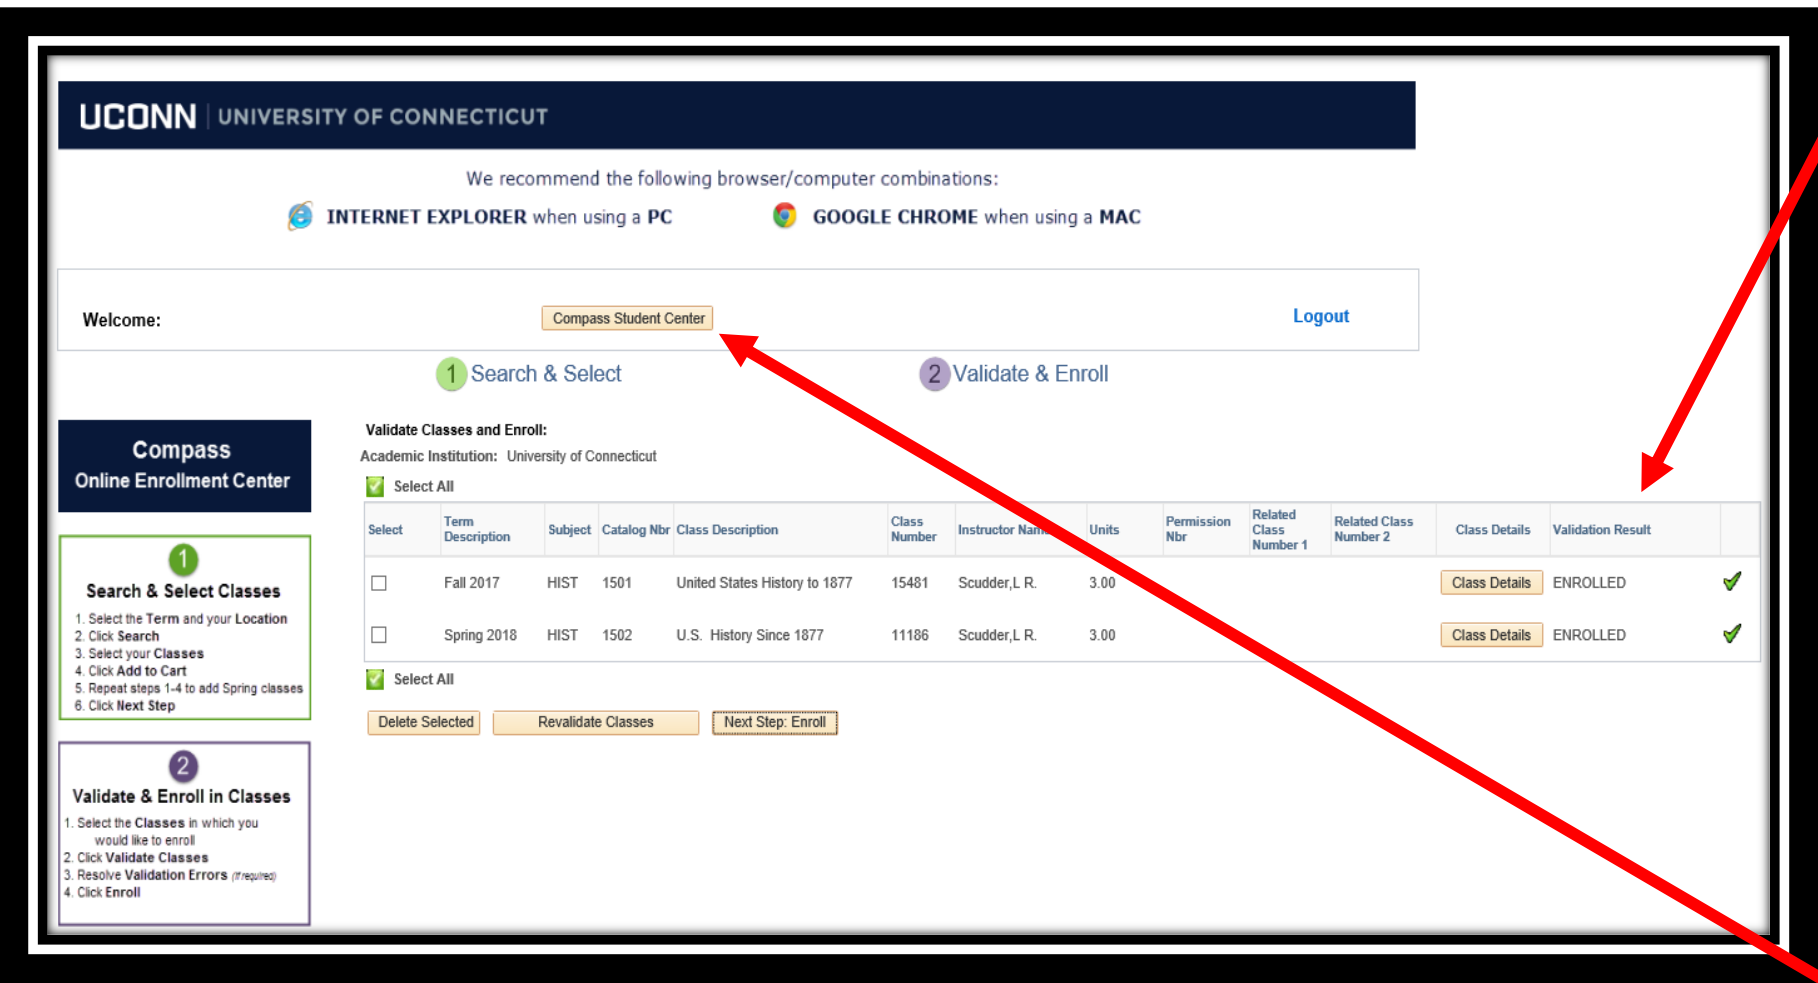 UCONN | UNIVERSITY OF CONNECTICUT
We recommend the following browser/computer combinations:
INTERNET EXPLORER when using a PC GOOGLE CHROME when using a MAC
Welcome: Compass Student Center Logout
1 Search & Select 2 Validate & Enroll
Compass
Online Enrollment Center
1
Search & Select Classes
1. Select the Term and your Location
2. Click Search
3. Select your Classes
4. Click Add to Cart
5. Repeat steps 1-4 to add Spring classes
6. Click Next Step
2
Validate & Enroll in Classes
1. Select the Classes in which you
would like to enroll
2. Click Validate Classes
3. Resolve Validation Errors (if required)
4. Click Enroll
Validate Classes and Enroll:
Academic Institution: University of Connecticut
Select All
Select Term Description Subject Catalog Nbr Class Description Class Number Instructor Units Permission Nbr Related Class Number 1 Related Class Number 2 Class Details Validation Result
Fall 2017 HIST 1501 United States History to 1877 15481 Scudder,L R. 3.00 Class Details ENROLLED
Spring 2018 HIST 1502 U.S. History Since 1877 11186 Scudder,L R. 3.00 Class Details ENROLLED
Select All
Delete Selected Revalidate Classes Next Step: Enroll